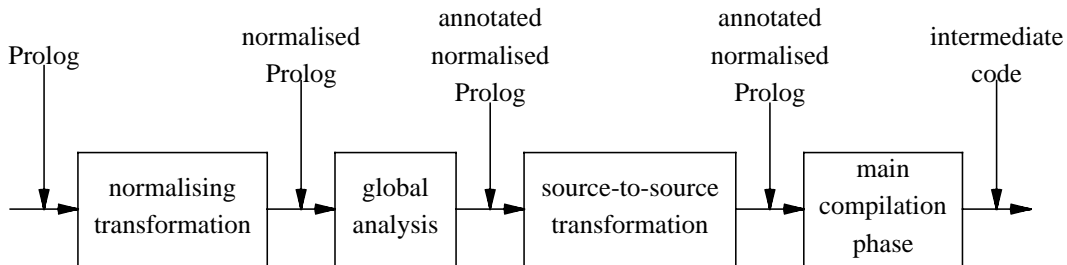 Prolog
normalised
Prolog
annotated
normalised
Prolog
annotated
normalised
Prolog
intermediate
code
normalising
transformation
global
analysis
source-to-source
transformation
main
compilation
phase